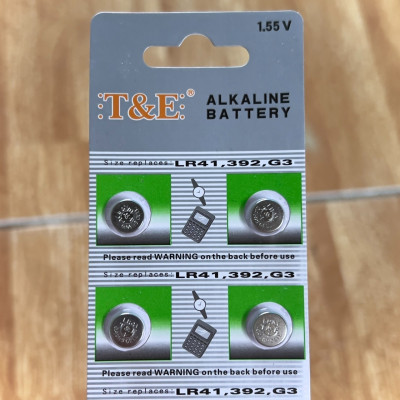 1.55 V
T&E® ALKALINE BATTERY
Size replaces: LR41,392,G3
Please read WARNING on the back before use
Size replaces: LR41,392,G3
LR41
Please read WARNING on the back before use
Size replaces: LR41,392,G3